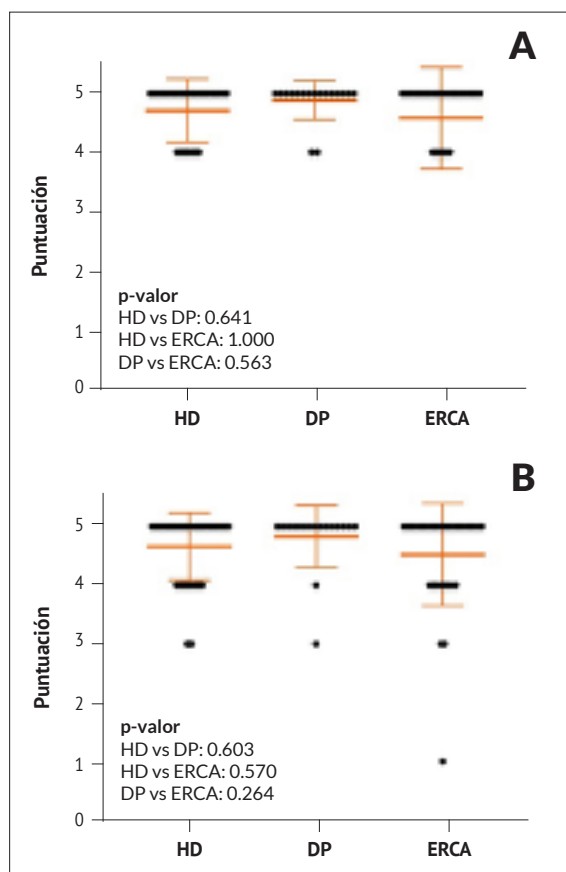 A
5
4
3
2
1
0
Puntuación
p-valor
HD vs DP: 0.641
HD vs ERCA: 1.000
DP vs ERCA: 0.563
HD DP ERCA
B
5
4
3
2
1
0
Puntuación
p-valor
HD vs DP: 0.603
HD vs ERCA: 0.570
DP vs ERCA: 0.264
HD DP ERCA